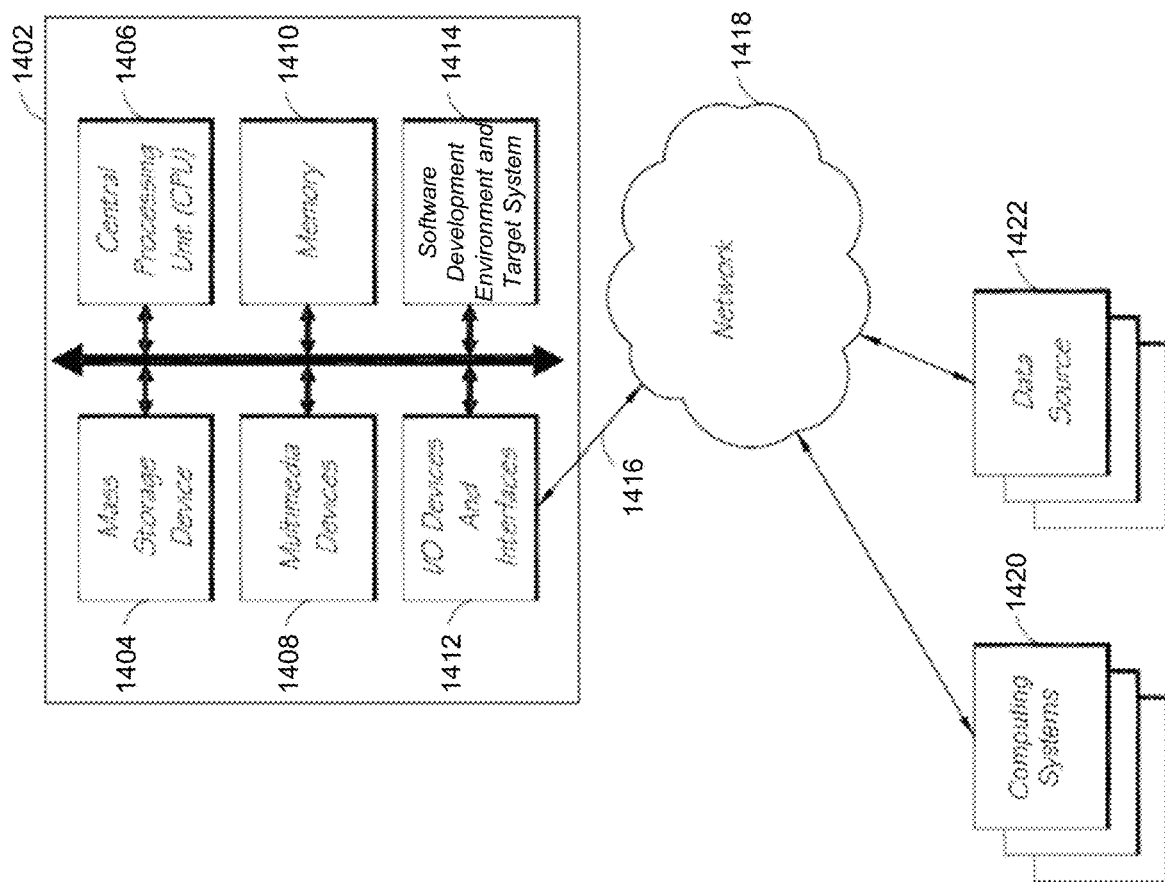 1402
1404
Mass
Storage
Device
Central
Processing
Unit (CPU)
1406
1408
Multimedia
Devices
Memory
1410
1412
I/O Devices
And
Interfaces
Software
Development
Environment and
Target System
1414
1416
Network
1418
1420
Computing
Systems
Data
Source
1422